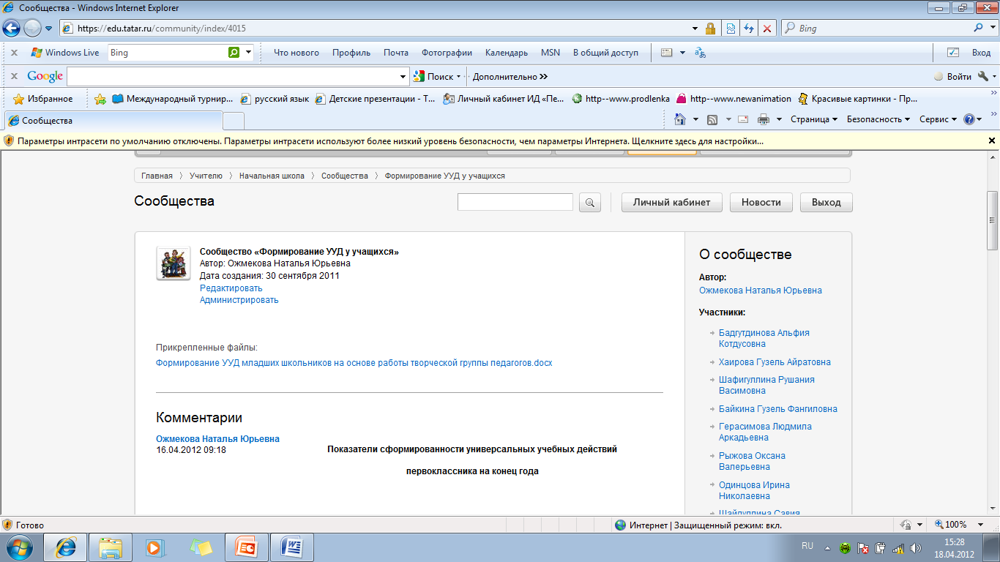 Сообщества - Windows Internet Explorer
https://edu.tatar.ru/community/index/4015
Bing
Windows Live
Bing
Что нового Профиль Почта Фотографии Календарь MSN В общий доступ
Вход
Google
Поиск
Дополнительно
Войти
Избранное
Международный турнир...
русский язык
Детские презентации - Т...
Личный кабинет ИД «Пе...
http--www.prodlenka
http--www.newanimation
Красивые картинки - Пр...
Сообщества
Страница Безопасность Сервис
Параметры интрасети по умолчанию отключены. Параметры интрасети используют более низкий уровень безопасности, чем параметры Интернета. Щелкните здесь для настройки...
Главная Учителю Начальная школа Сообщества Формирование УУД у учащихся
Сообщества
Личный кабинет
Новости
Выход
Сообщество «Формирование УУД у учащихся»
Автор: Ожмекова Наталья Юрьевна
Дата создания: 30 сентября 2011
Редактировать
Администрировать
Прикрепленные файлы:
Формирование УУД младших школьников на основе работы творческой группы педагогов.docx
Комментарии
Ожмекова Наталья Юрьевна
16.04.2012 09:18
Показатели сформированности универсальных учебных действий
первоклассника на конец года
О сообществе
Автор:
Ожмекова Наталья Юрьевна
Участники:
Бадгутдинова Альфия
Котдусовна
Хаирова Гузель Айратовна
Шафигуллина Рушания
Васимовна
Байкина Гузель Фангиловна
Герасимова Людмила
Аркадьевна
Рыжова Оксана
Валерьевна
Одинцова Ирина
Николаевна
Шайдуллина Савия
Готово
Интернет | Защищенный режим: вкл.
100%
RU
15:28
18.04.2012